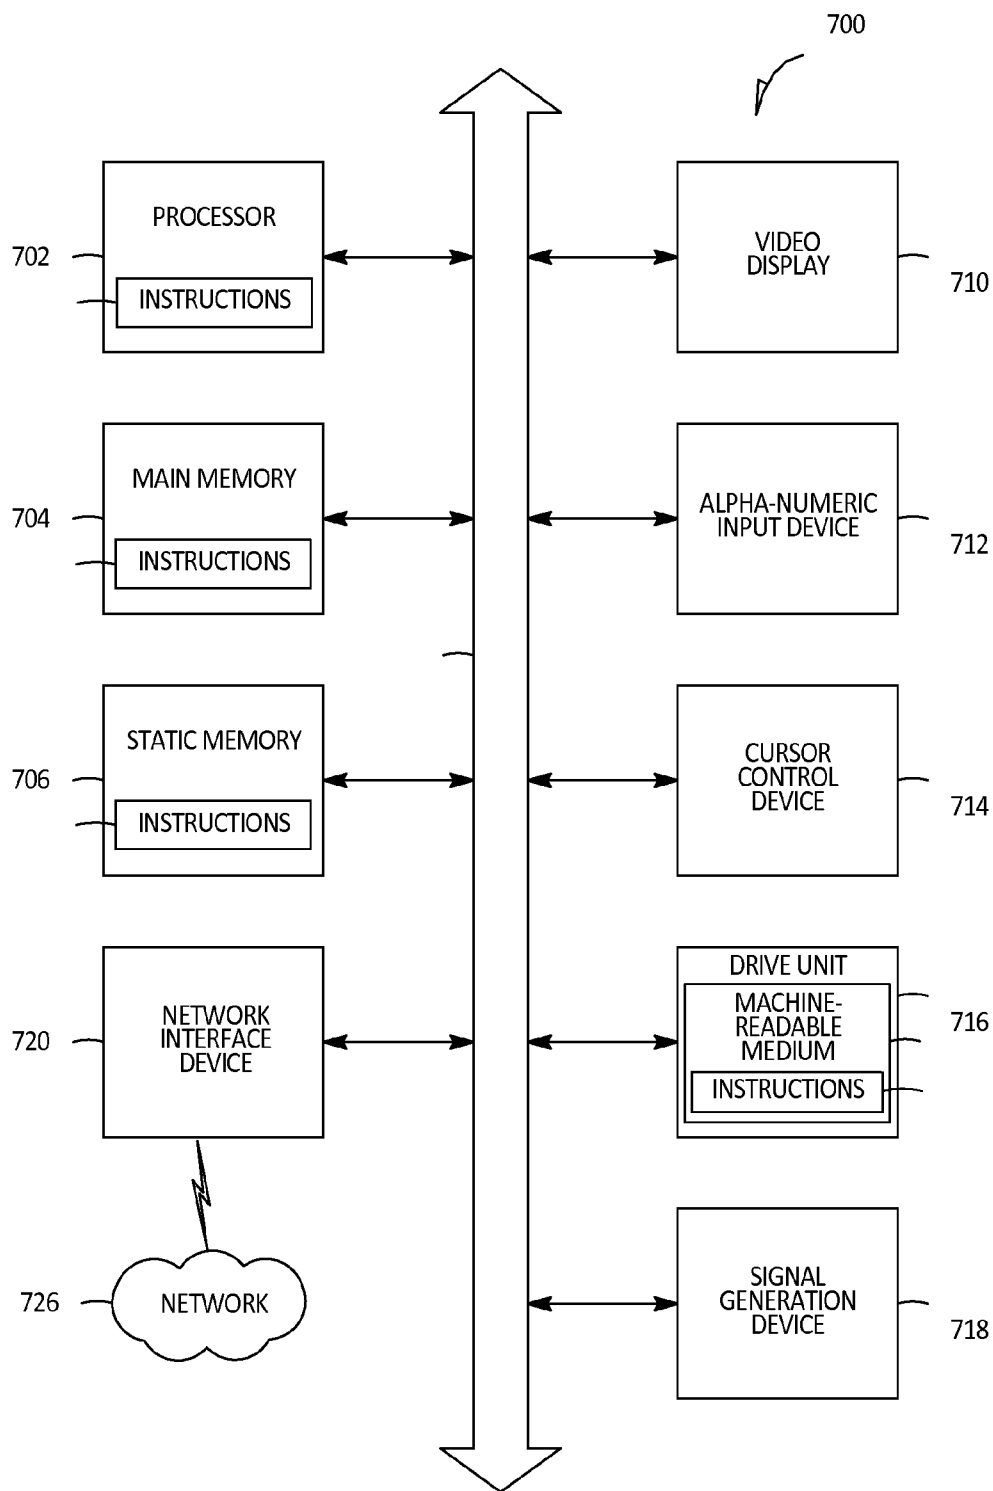 700
PROCESSOR
702
INSTRUCTIONS
VIDEO
DISPLAY
710
MAIN MEMORY
704
INSTRUCTIONS
ALPHA-NUMERIC
INPUT DEVICE
712
STATIC MEMORY
706
INSTRUCTIONS
CURSOR
CONTROL
DEVICE
714
NETWORK
INTERFACE
DEVICE
720
DRIVE UNIT
MACHINE-
READABLE
MEDIUM
716
INSTRUCTIONS
NETWORK
726
SIGNAL
GENERATION
DEVICE
718